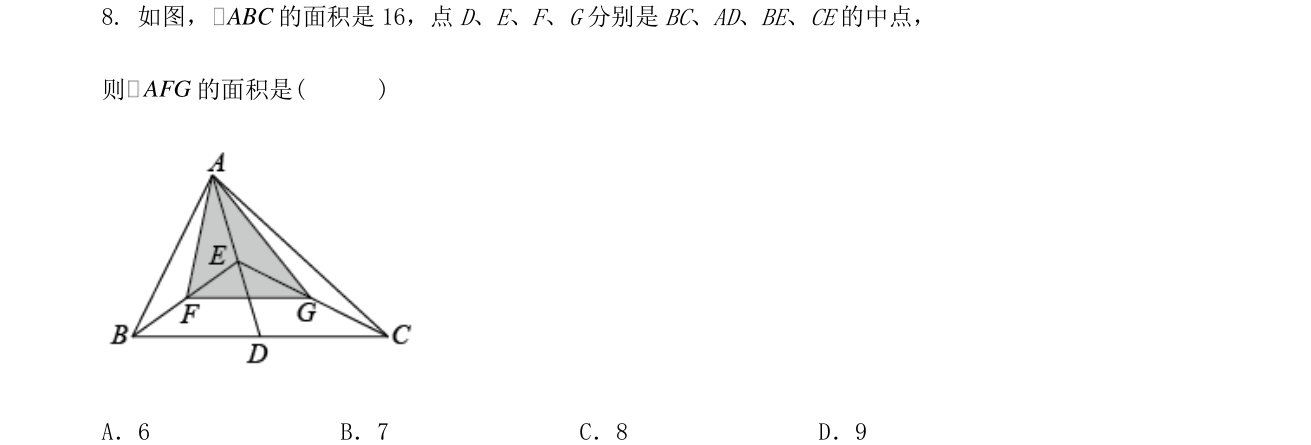 8. 如图，□ABC 的面积是 16，点 D、E、F、G 分别是 BC、AD、BE、CE 的中点，
则□AFG 的面积是(    )
A
E
F
G
B
C
D
A. 6    B. 7    C. 8    D. 9